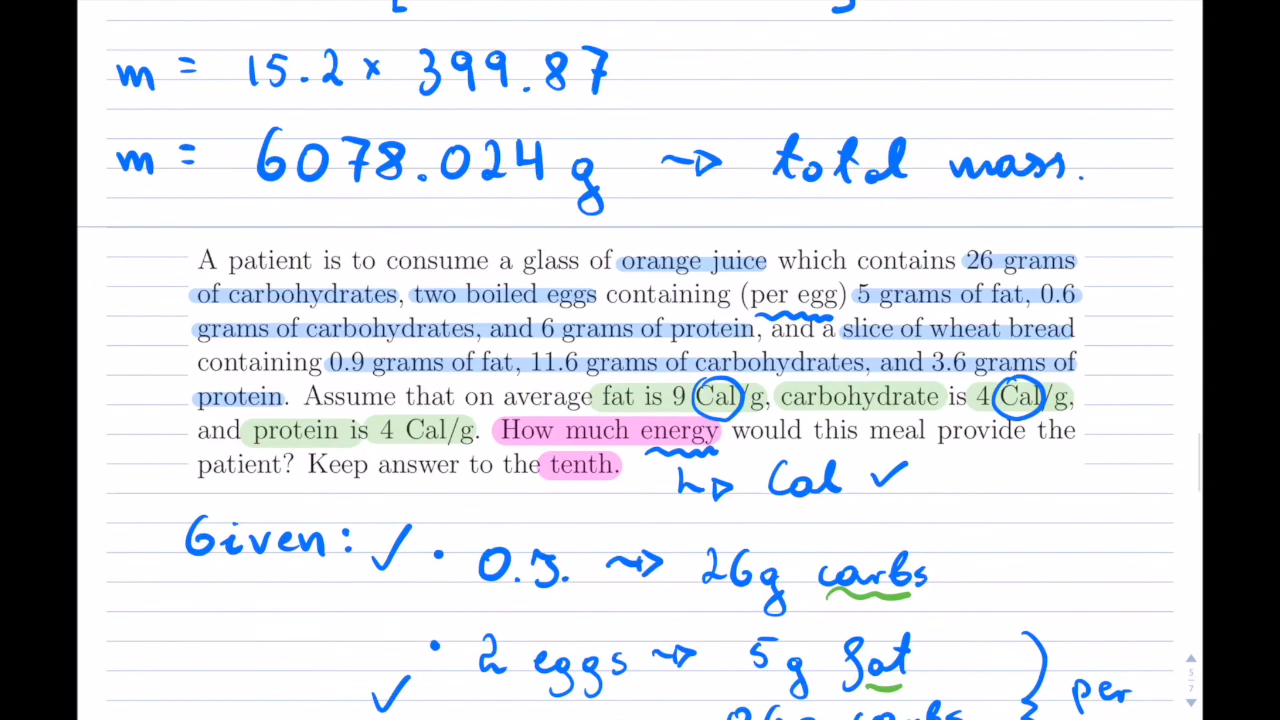 m = 15.2 × 399.87
m = 6078.024 g → total mass.
A patient is to consume a glass of orange juice which contains 26 grams
of carbohydrates, two boiled eggs containing (per egg) 5 grams of fat, 0.6
grams of carbohydrates, and 6 grams of protein, and a slice of wheat bread
containing 0.9 grams of fat, 11.6 grams of carbohydrates, and 3.6 grams of
protein. Assume that on average fat is 9 Cal/g, carbohydrate is 4 Cal/g,
and protein is 4 Cal/g. How much energy would this meal provide the
patient? Keep answer to the tenth.
↳ Cal ✓
Given: ✓ • O.J. → 26g carbs
• 2 eggs → 5g fat
✓ per
carbs
5
7